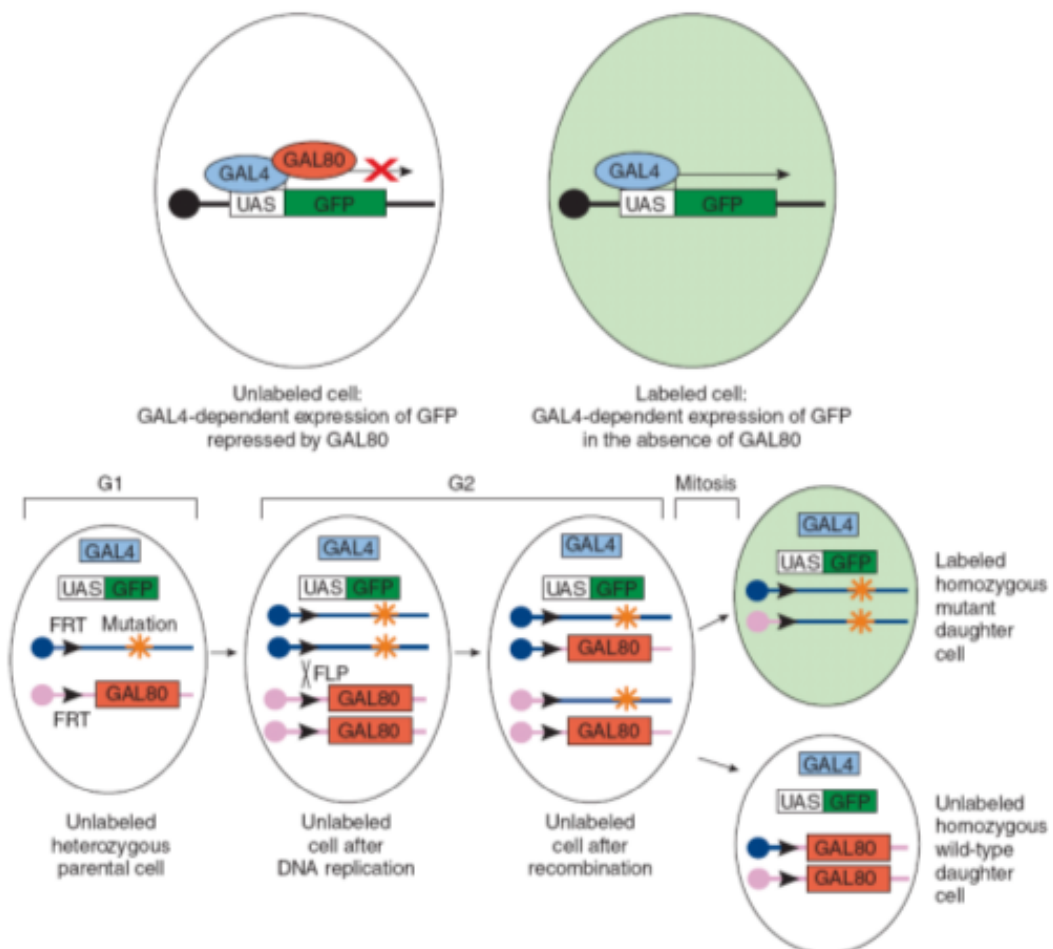 GAL4
GAL80
UAS
GFP
Unlabeled cell:
GAL4-dependent expression of GFP
repressed by GAL80
GAL4
UAS
GFP
Labeled cell:
GAL4-dependent expression of GFP
in the absence of GAL80
G1
G2
Mitosis
GAL4
UAS GFP
FRT Mutation
GAL80
FRT
Unlabeled
heterozygous
parental cell
GAL4
UAS GFP
FLP
GAL80
GAL80
Unlabeled
cell after
DNA replication
GAL4
UAS GFP
GAL80
GAL80
Unlabeled
cell after
recombination
GAL4
UAS GFP
Labeled
homozygous
mutant
daughter
cell
GAL4
UAS GFP
GAL80
GAL80
Unlabeled
homozygous
wild-type
daughter
cell